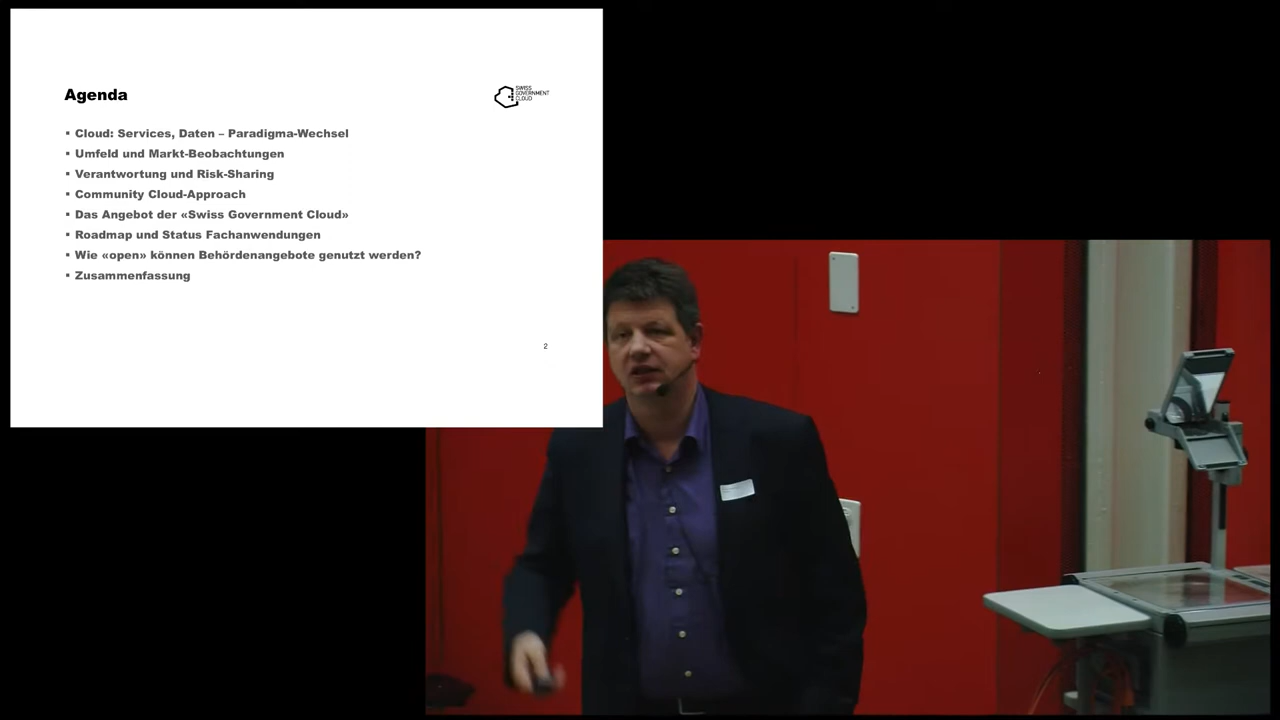 Agenda
SWISS
GOVERNMENT
CLOUD
▪ Cloud: Services, Daten – Paradigma-Wechsel
▪ Umfeld und Markt-Beobachtungen
▪ Verantwortung und Risk-Sharing
▪ Community Cloud-Approach
▪ Das Angebot der «Swiss Government Cloud»
▪ Roadmap und Status Fachanwendungen
▪ Wie «open» können Behördenangebote genutzt werden?
▪ Zusammenfassung
2